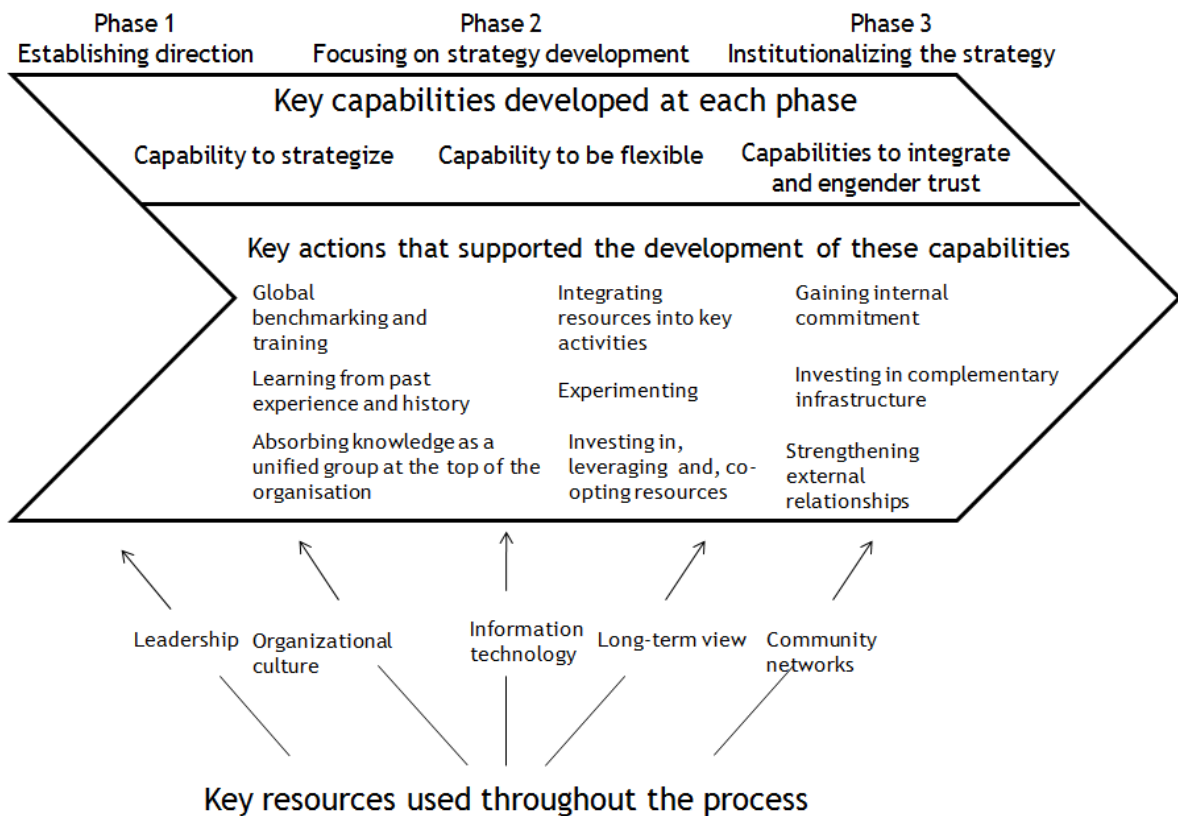 Phase 1
Establishing direction
Phase 2
Focusing on strategy development
Phase 3
Institutionalizing the strategy
Key capabilities developed at each phase
Capability to strategize
Capability to be flexible
Capabilities to integrate
and engender trust
Key actions that supported the development of these capabilities
Global
benchmarking and
training
Integrating
resources into key
activities
Gaining internal
commitment
Learning from past
experience and history
Experimenting
Investing in complementary
infrastructure
Absorbing knowledge as a
unified group at the top of the
organisation
Investing in,
leveraging and, co-
opting resources
Strengthening
external
relationships
Leadership
Organizational
culture
Information
technology
Long-term view
Community
networks
Key resources used throughout the process